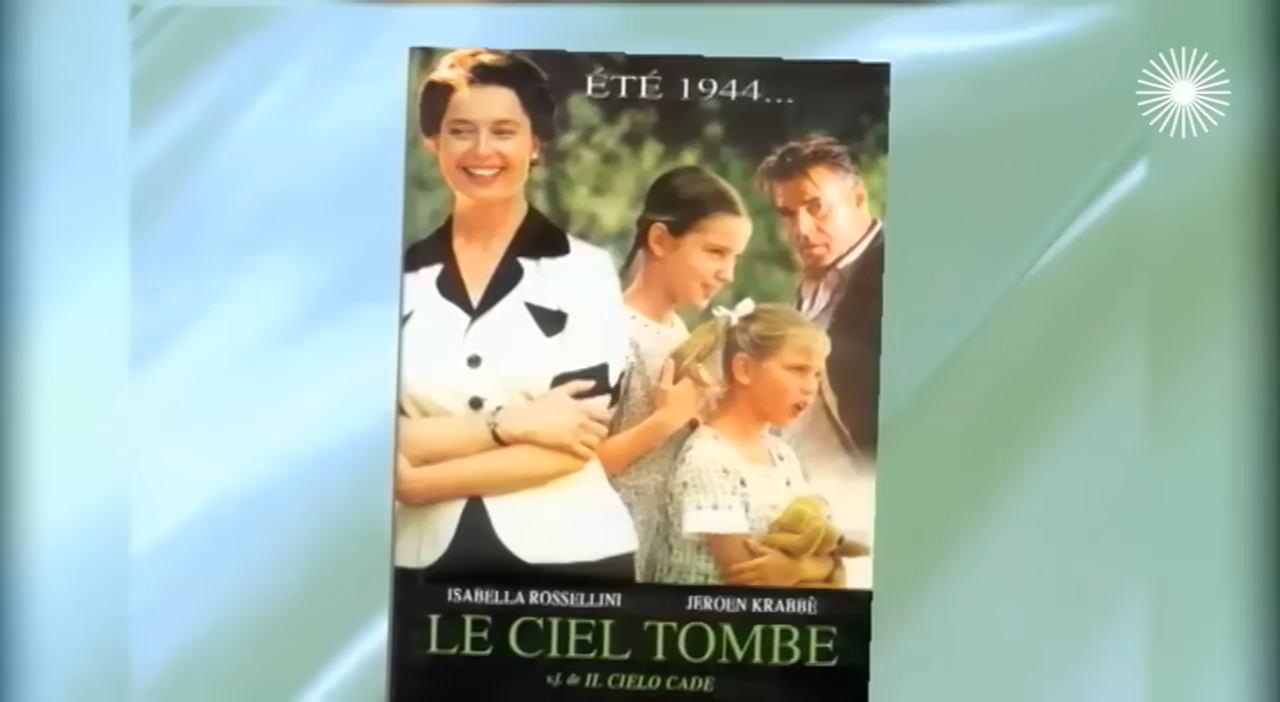 ÉTÉ 1944...
ISABELLA ROSSELLINI JEROEN KRABBÉ
LE CIEL TOMBE
v.f. de IL CIELO CADE